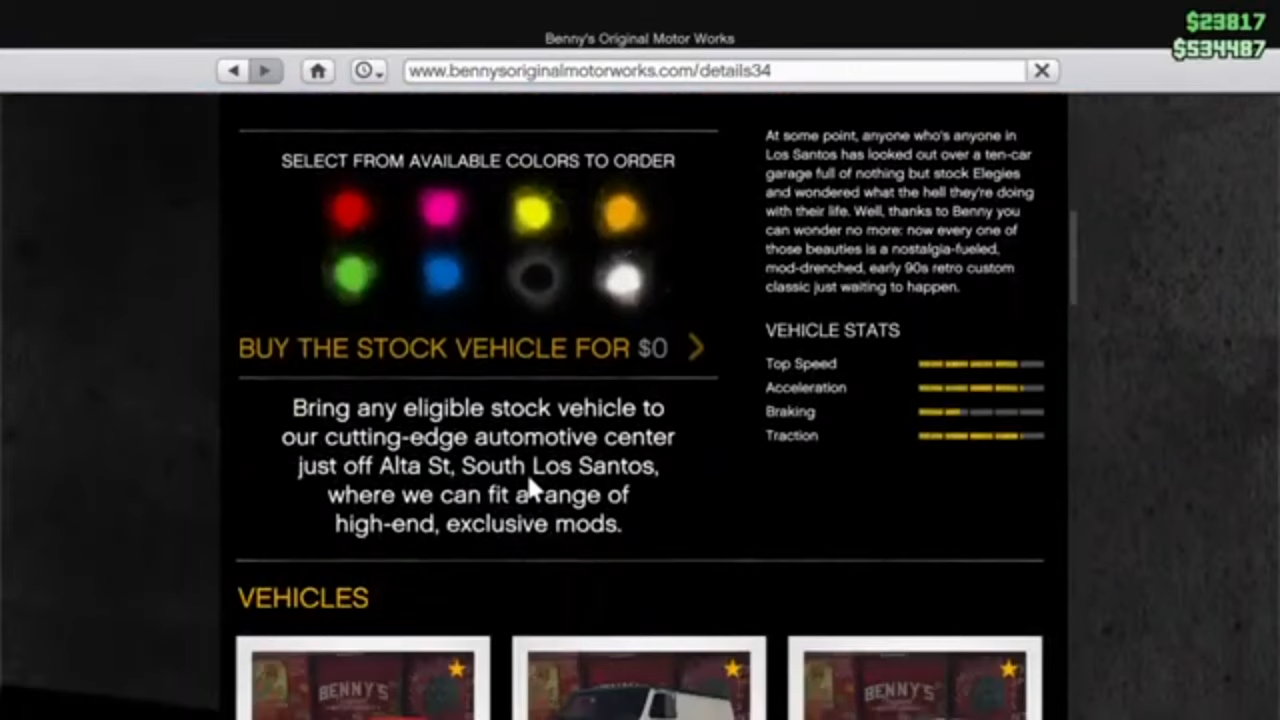 $23817
$534487
Benny's Original Motor Works
www.bennysoriginalmotorworks.com/details34
SELECT FROM AVAILABLE COLORS TO ORDER
BUY THE STOCK VEHICLE FOR $0
Bring any eligible stock vehicle to
our cutting-edge automotive center
just off Alta St, South Los Santos,
where we can fit a range of
high-end, exclusive mods.
At some point, anyone who's anyone in
Los Santos has looked out over a ten-car
garage full of nothing but stock Elegies
and wondered what the hell they're doing
with their life. Well, thanks to Benny you
can wonder no more: now every one of
those beauties is a nostalgia-fueled,
mod-drenched, early 90s retro custom
classic just waiting to happen.
VEHICLE STATS
Top Speed
Acceleration
Braking
Traction
VEHICLES
BENNY'S
BENNY'S